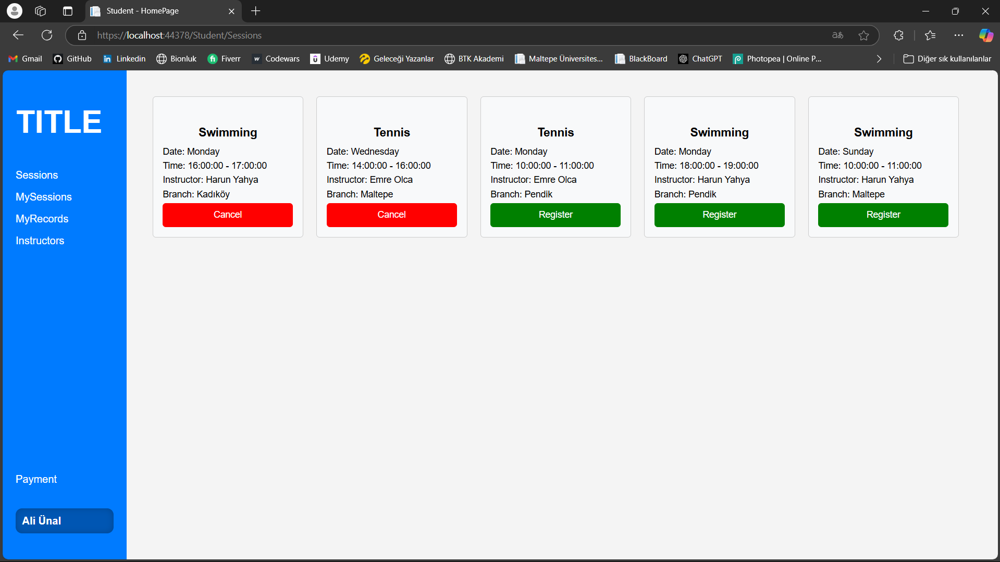 Student - HomePage
https://localhost:44378/Student/Sessions
aあ
Gmail GitHub Linkedin Bionluk Fiverr Codewars Udemy Geleceği Yazanlar BTK Akademi Maltepe Üniversites... BlackBoard ChatGPT Photopea | Online P... Diğer sık kullanılanlar
TITLE
Sessions
MySessions
MyRecords
Instructors
Payment
Ali Ünal
Swimming
Date: Monday
Time: 16:00:00 - 17:00:00
Instructor: Harun Yahya
Branch: Kadıköy
Cancel
Tennis
Date: Wednesday
Time: 14:00:00 - 16:00:00
Instructor: Emre Olca
Branch: Maltepe
Cancel
Tennis
Date: Monday
Time: 10:00:00 - 11:00:00
Instructor: Emre Olca
Branch: Pendik
Register
Swimming
Date: Monday
Time: 18:00:00 - 19:00:00
Instructor: Harun Yahya
Branch: Pendik
Register
Swimming
Date: Sunday
Time: 10:00:00 - 11:00:00
Instructor: Harun Yahya
Branch: Maltepe
Register